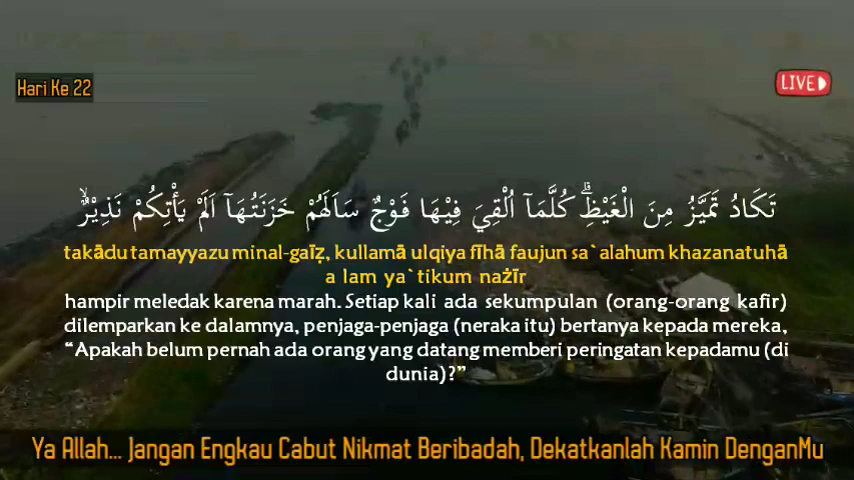 Hari Ke 22
LIVE
تَكَادُ تَمَيَّزُ مِنَ الْغَيْظِۗ كُلَّمَآ اُلْقِيَ فِيْهَا فَوْجٌ سَاَلَهُمْ خَزَنَتُهَآ اَلَمْ يَأْتِكُمْ نَذِيْرٌۙ
takādu tamayyazu minal-gaīẓ, kullamā ulqiya fīhā faujun sa`alahum khazanatuhā
a lam ya`tikum nażīr
hampir meledak karena marah. Setiap kali ada sekumpulan (orang-orang kafir)
dilemparkan ke dalamnya, penjaga-penjaga (neraka itu) bertanya kepada mereka,
“Apakah belum pernah ada orang yang datang memberi peringatan kepadamu (di
dunia)?”
Ya Allah... Jangan Engkau Cabut Nikmat Beribadah, Dekatkanlah Kamin DenganMu